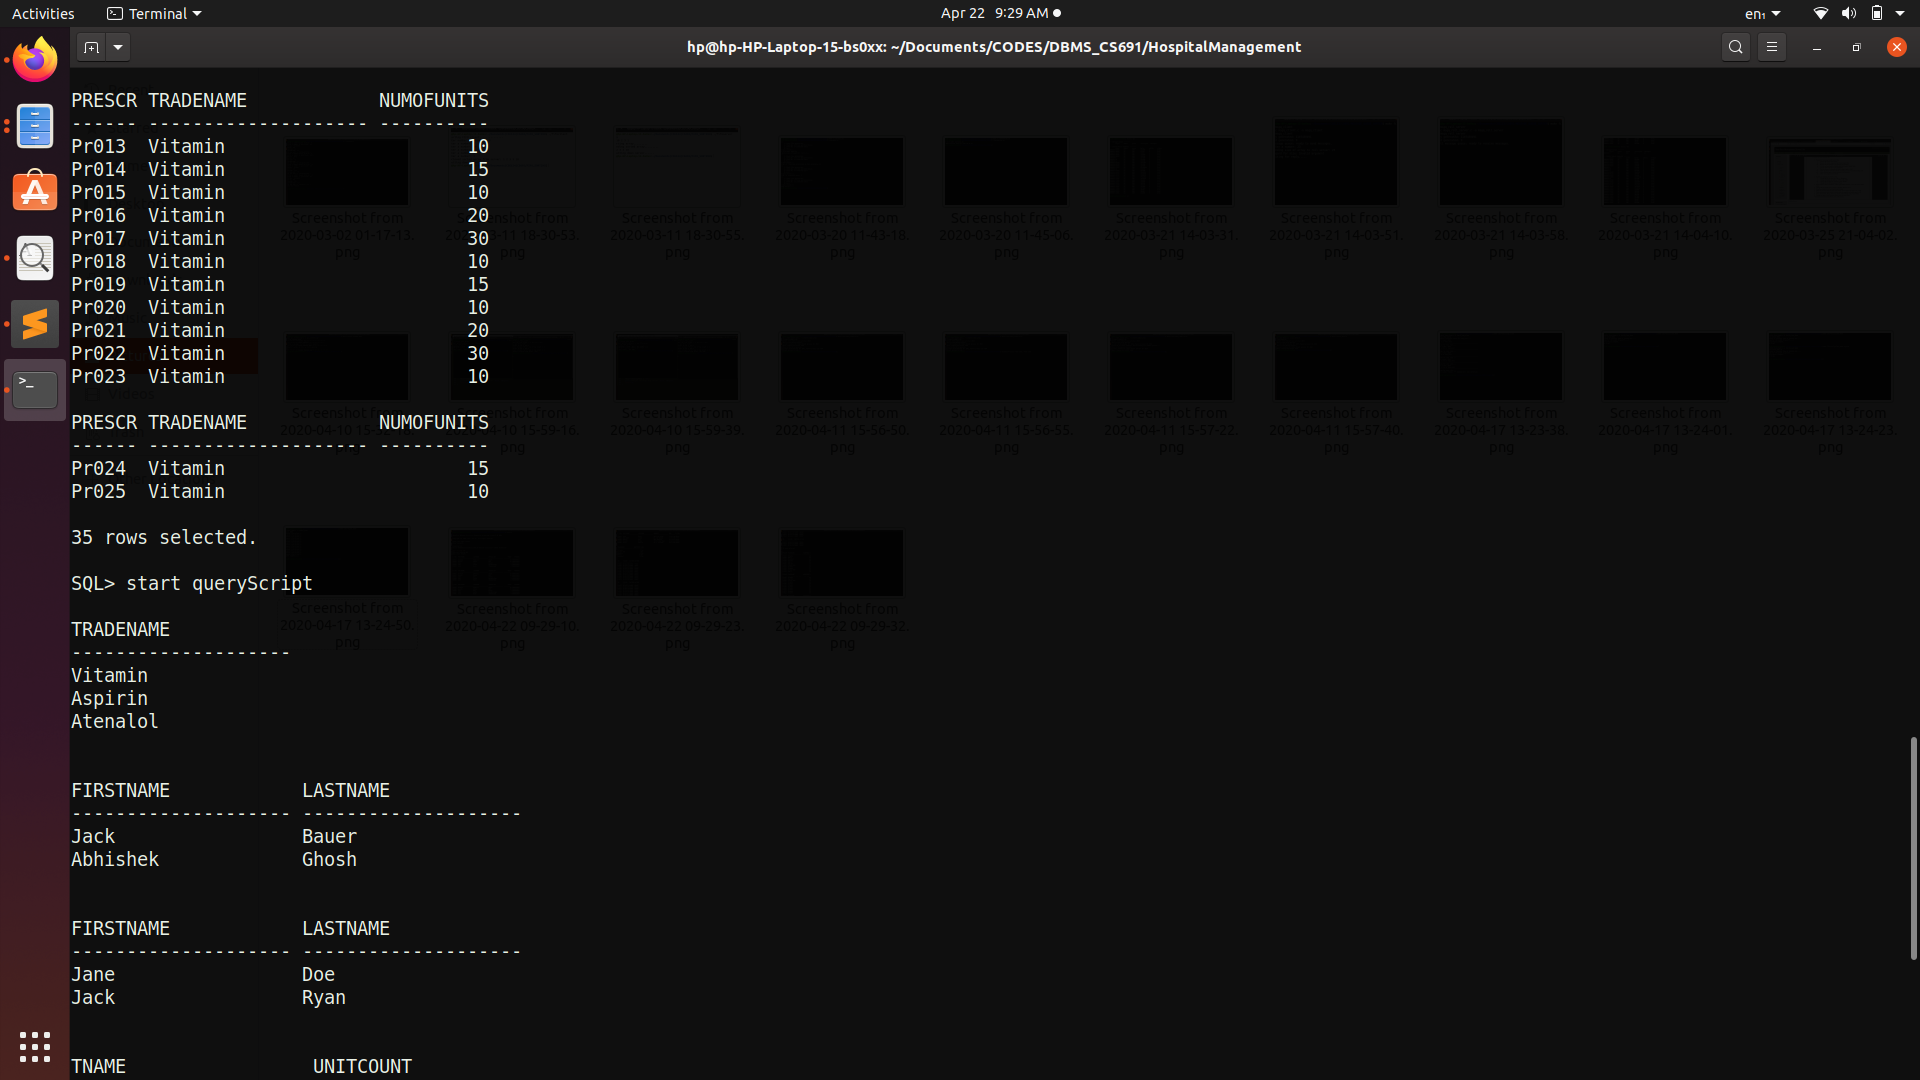 Activities Terminal Apr 22 9:29 AM en₁
hp@hp-HP-Laptop-15-bs0xx: ~/Documents/CODES/DBMS_CS691/HospitalManagement
PRESCR TRADENAME            NUMOFUNITS
------ -------------------- ----------
Pr013  Vitamin                      10
Pr014  Vitamin                      15
Pr015  Vitamin                      10
Pr016  Vitamin                      20
Pr017  Vitamin                      30
Pr018  Vitamin                      10
Pr019  Vitamin                      15
Pr020  Vitamin                      10
Pr021  Vitamin                      20
Pr022  Vitamin                      30
Pr023  Vitamin                      10
PRESCR TRADENAME            NUMOFUNITS
------ -------------------- ----------
Pr024  Vitamin                      15
Pr025  Vitamin                      10
35 rows selected.
SQL> start queryScript
TRADENAME
--------------------
Vitamin
Aspirin
Atenalol
FIRSTNAME            LASTNAME
-------------------- --------------------
Jack                 Bauer
Abhishek             Ghosh
FIRSTNAME            LASTNAME
-------------------- --------------------
Jane                 Doe
Jack                 Ryan
TNAME                 UNITCOUNT